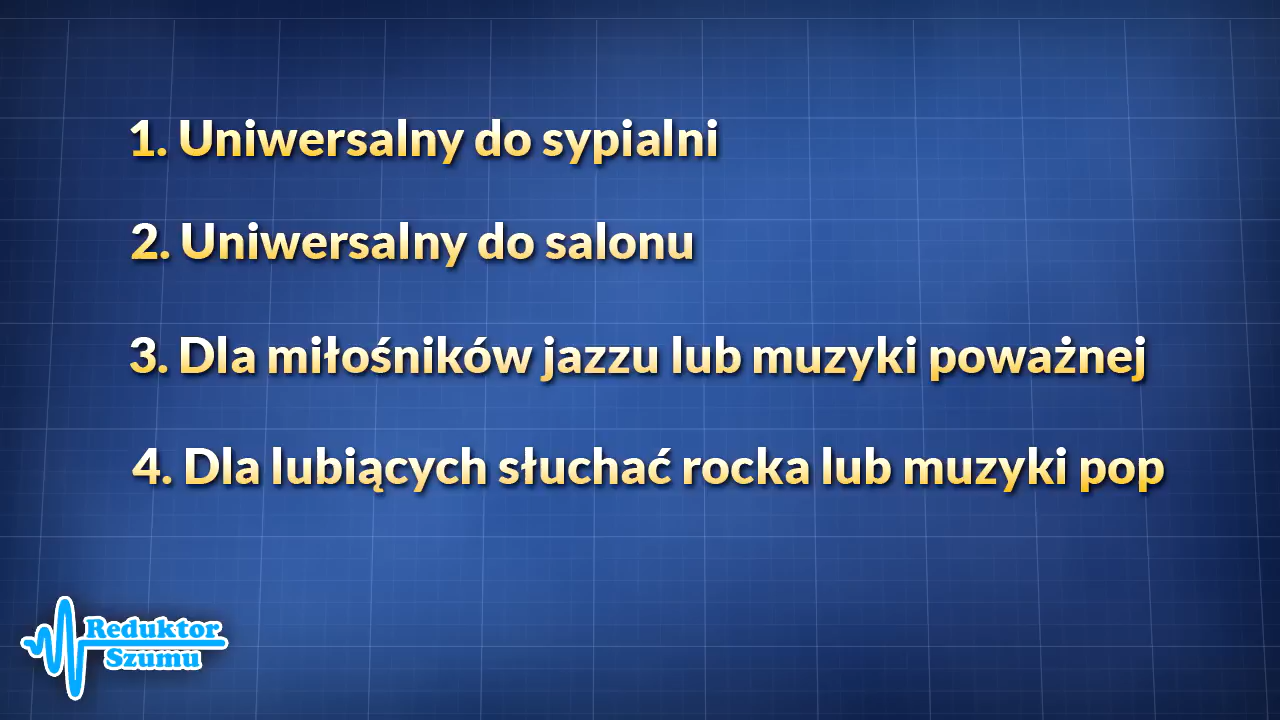 1. Uniwersalny do sypialni
2. Uniwersalny do salonu
3. Dla miłośników jazzu lub muzyki poważnej
4. Dla lubiących słuchać rocka lub muzyki pop
Reduktor
Szumu